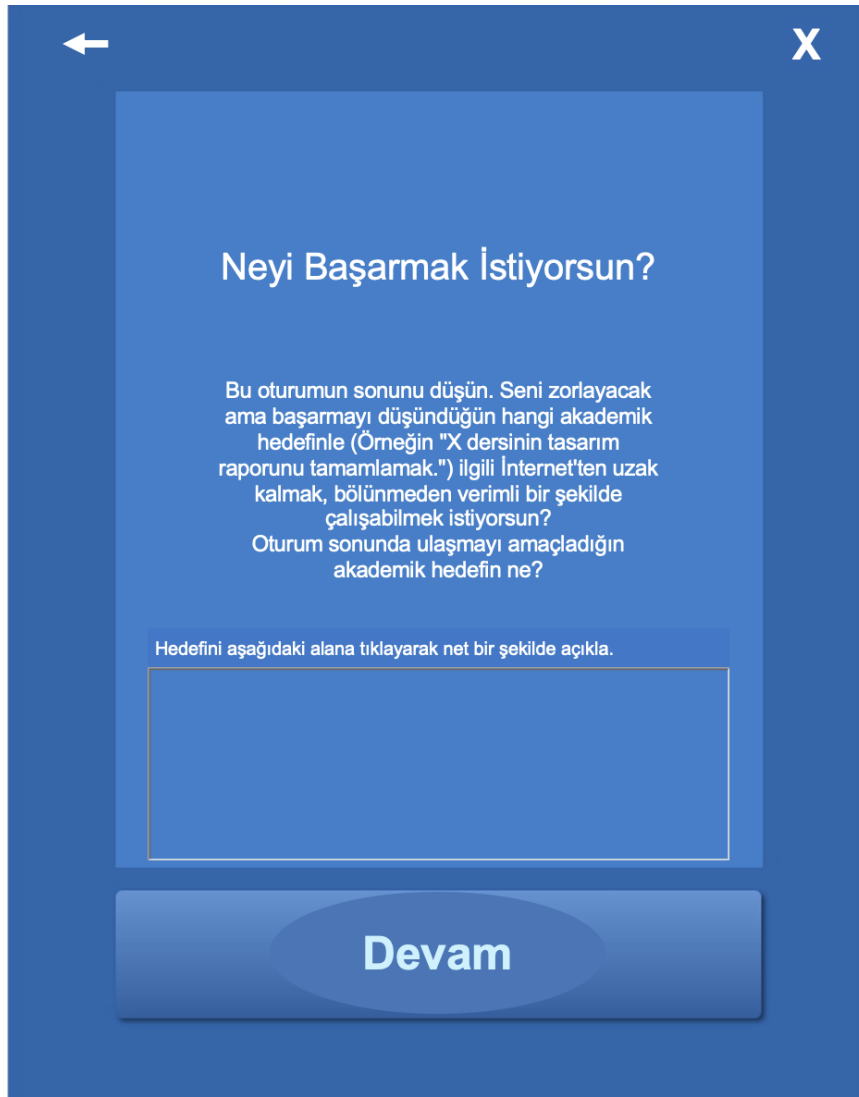 X
Neyi Başarmak İstiyorsun?
Bu oturumun sonunu düşün. Seni zorlayacak
ama başarmayı düşündüğün hangi akademik
hedefinle (Örneğin "X dersinin tasarım
raporunu tamamlamak.") ilgili İnternet'ten uzak
kalmak, bölünmeden verimli bir şekilde
çalışabilmek istiyorsun?
Oturum sonunda ulaşmayı amaçladığın
akademik hedefin ne?
Hedefini aşağıdaki alana tıklayarak net bir şekilde açıkla.
Devam